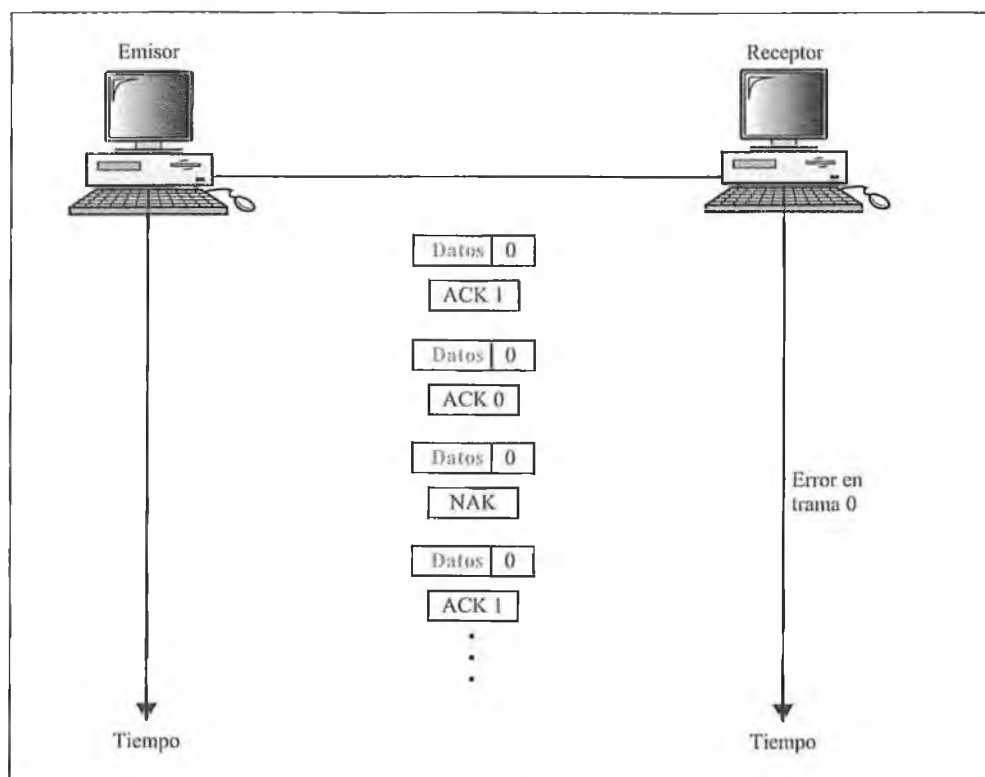 Emisor
Receptor
Datos 0
ACK 1
Datos 0
ACK 0
Datos 0
NAK
Error en
trama 0
Datos 0
ACK 1
Tiempo
Tiempo